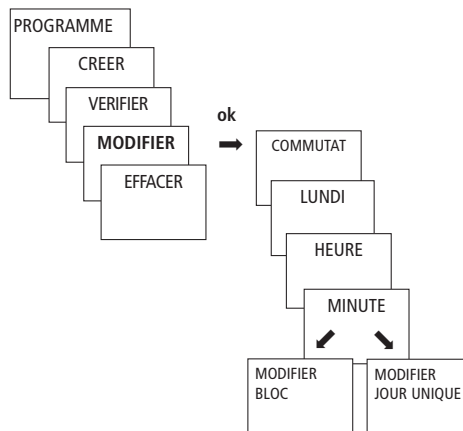 PROGRAMME
CREER
VERIFIER
MODIFIER
EFFACER
ok
COMMUTAT
LUNDI
HEURE
MINUTE
MODIFIER
BLOC
MODIFIER
JOUR UNIQUE